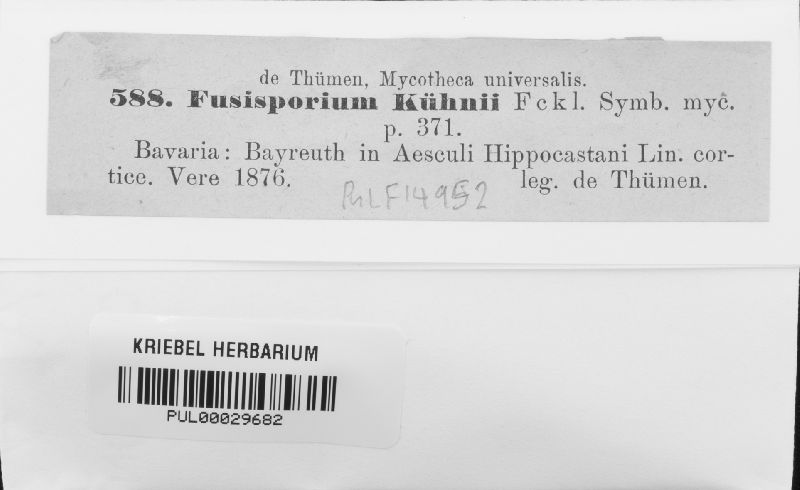 de Thümen, Mycotheca universalis.
588. Fusisporium Kühnii Fckl. Symb. myc.
p. 371.
Bavaria: Bayreuth in Aesculi Hippocastani Lin. cor-
tice. Vere 1876. leg. de Thümen.
PULF14952
KRIEBEL HERBARIUM
PUL00029682